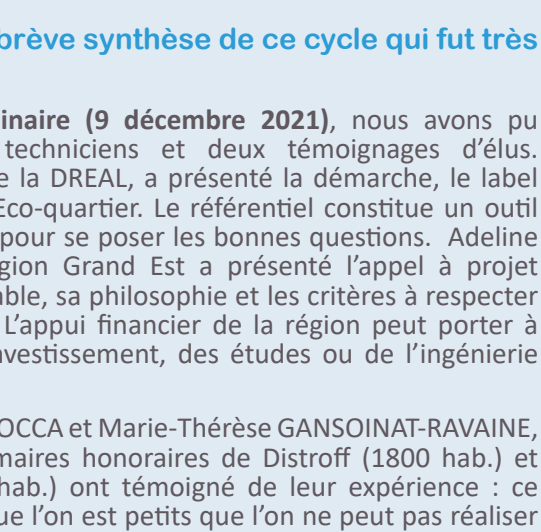 brève synthèse de ce cycle qui fut très
inaire (9 décembre 2021), nous avons pu
techniciens et deux témoignages d'élus.
e la DREAL, a présenté la démarche, le label
Eco-quartier. Le référentiel constitue un outil
pour se poser les bonnes questions. Adeline
égion Grand Est a présenté l'appel à projet
able, sa philosophie et les critères à respecter
L'appui financier de la région peut porter à
nvestissement, des études ou de l'ingénierie
OCCA et Marie-Thérèse GANSOINAT-RAVAINE,
maires honoraires de Distroff (1800 hab.) et
hab.) ont témoigné de leur expérience : ce
ue l'on est petits que l'on ne peut pas réaliser